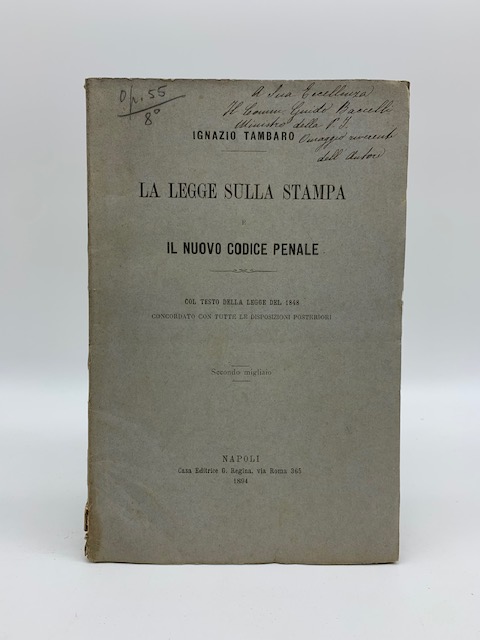 Op. 55
8°
A Sua Eccellenza
Il Comm. Guido Baccelli
Ministro della P. I.
Omaggio reverente
dell'Autore
IGNAZIO TAMBARO
LA LEGGE SULLA STAMPA
E
IL NUOVO CODICE PENALE
COL TESTO DELLA LEGGE DEL 1848
CONCORDATO CON TUTTE LE DISPOSIZIONI POSTERIORI
Secondo migliaio
NAPOLI
Casa Editrice G. Regina, via Roma 365
1894